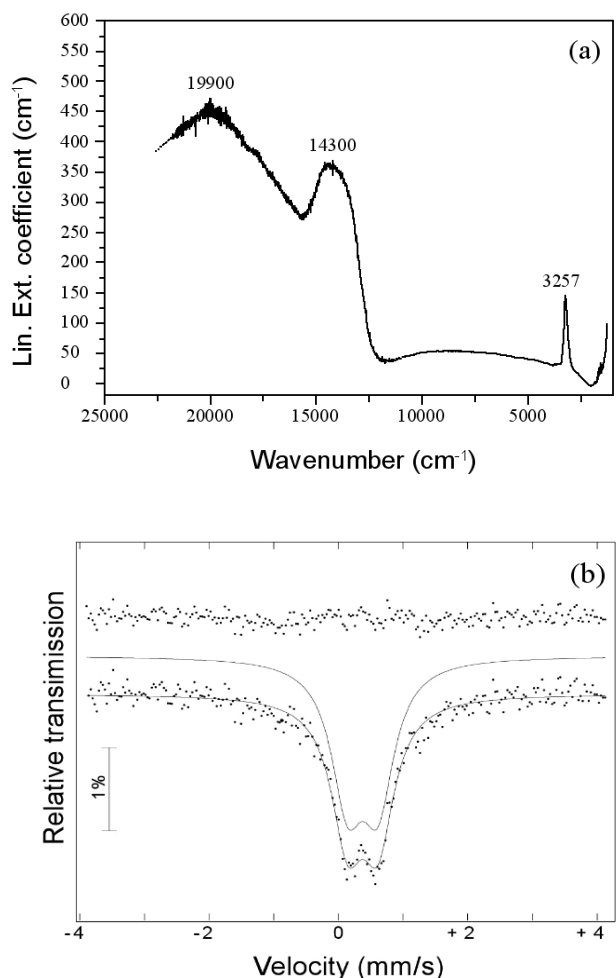 (a)
600
550
500
450
400
350
300
250
200
150
100
50
0
19900
14300
3257
Lin. Ext. coefficient (cm⁻¹)
25000 20000 15000 10000 5000
Wavenumber (cm⁻¹)
(b)
Relative transimission
1%
-4 -2 0 + 2 + 4
Velocity (mm/s)